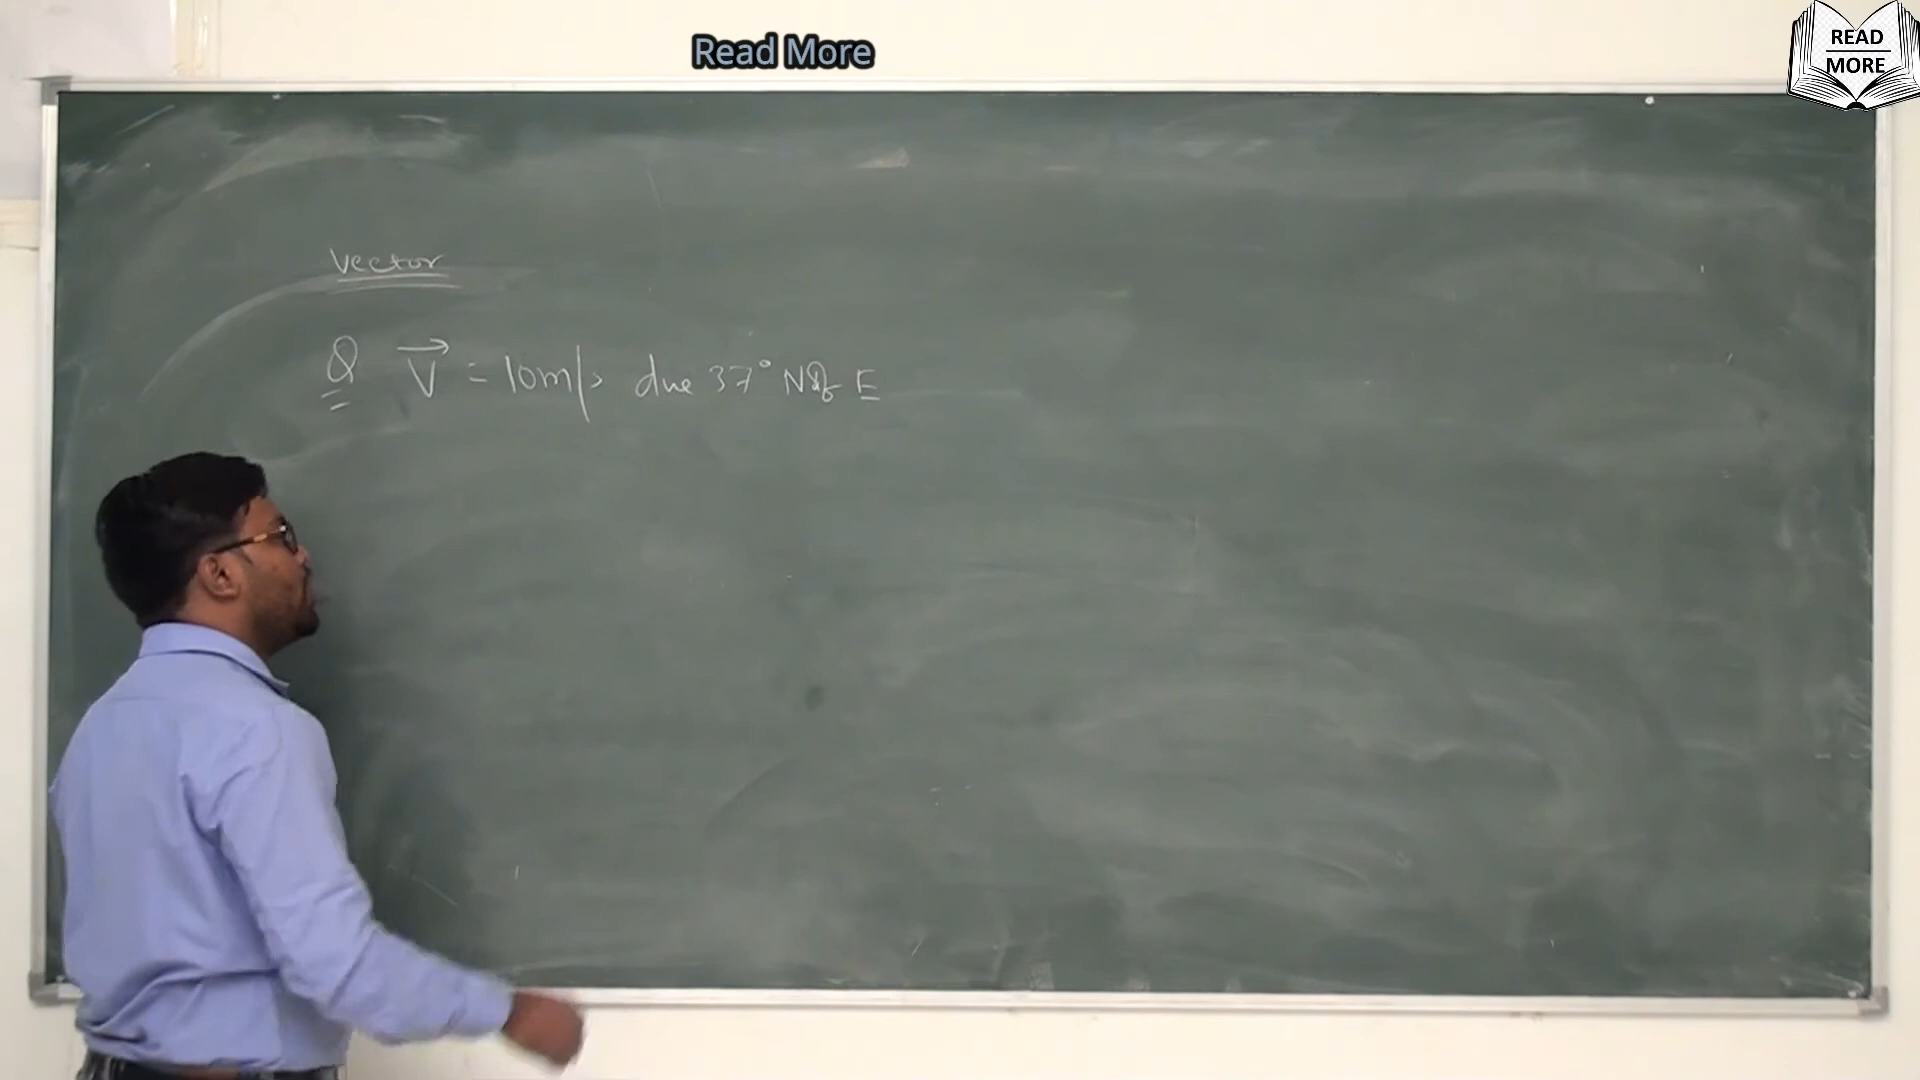 Read More
READ
MORE
Vector
Q V⃗ = 10m/s due 37° N of E